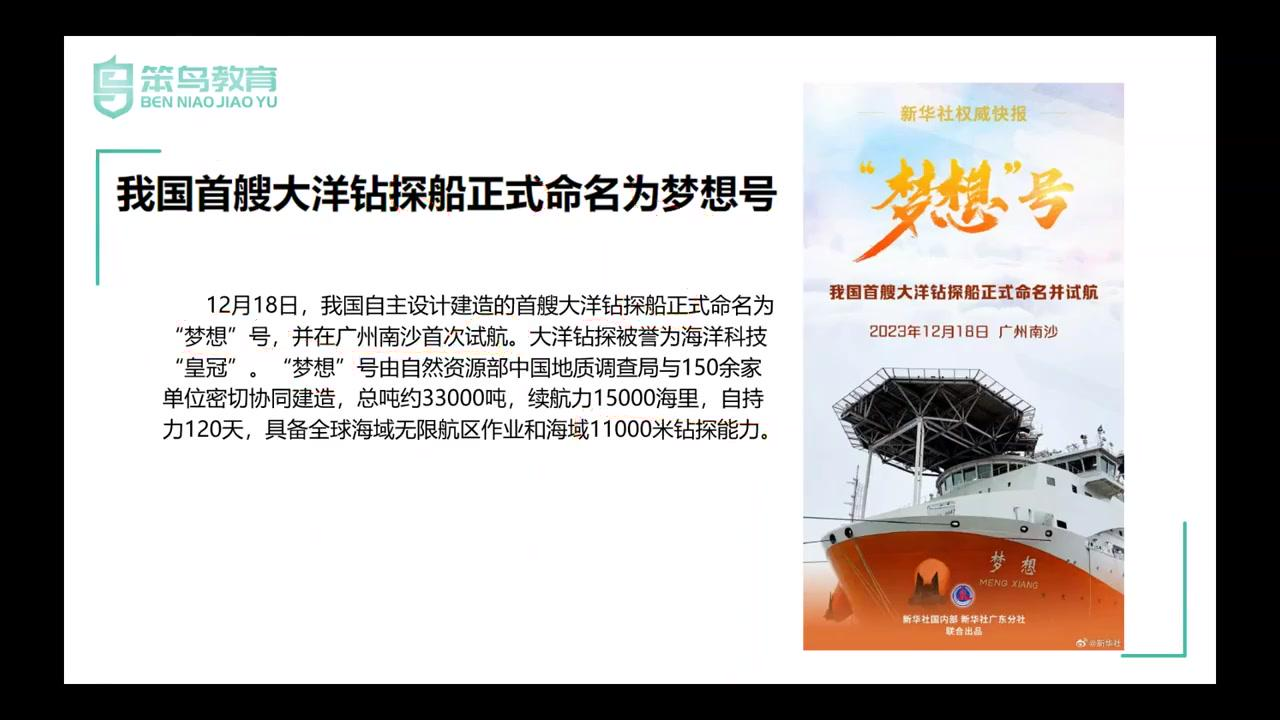 笨鸟教育
BEN NIAO JIAO YU
我国首艘大洋钻探船正式命名为梦想号
12月18日，我国自主设计建造的首艘大洋钻探船正式命名为
“梦想”号，并在广州南沙首次试航。大洋钻探被誉为海洋科技
“皇冠”。“梦想”号由自然资源部中国地质调查局与150余家
单位密切协同建造，总吨约33000吨，续航力15000海里，自持
力120天，具备全球海域无限航区作业和海域11000米钻探能力。
新华社权威快报
“梦想”号
我国首艘大洋钻探船正式命名并试航
2023年12月18日 广州南沙
梦想
MENG XIANG
新华社国内部 新华社广东分社
联合出品
@新华社